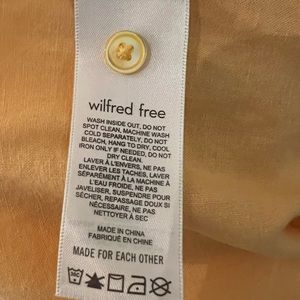 wilfred free
WASH INSIDE OUT, DO NOT
SPOT CLEAN, MACHINE WASH
COLD SEPARATELY, DO NOT
BLEACH, HANG TO DRY, COOL
IRON ONLY IF NEEDED, DO NOT
DRY CLEAN.
LAVER À L'ENVERS, NE PAS
ENLEVER LES TACHES, LAVER
SÉPARÉMENT À LA MACHINE À
L'EAU FROIDE, NE PAS
JAVELISER, SUSPENDRE POUR
SÉCHER, REPASSAGE DOUX SI
NÉCESSAIRE, NE PAS
NETTOYER À SEC
MADE IN CHINA
FABRIQUÉ EN CHINE
MADE FOR EACH OTHER